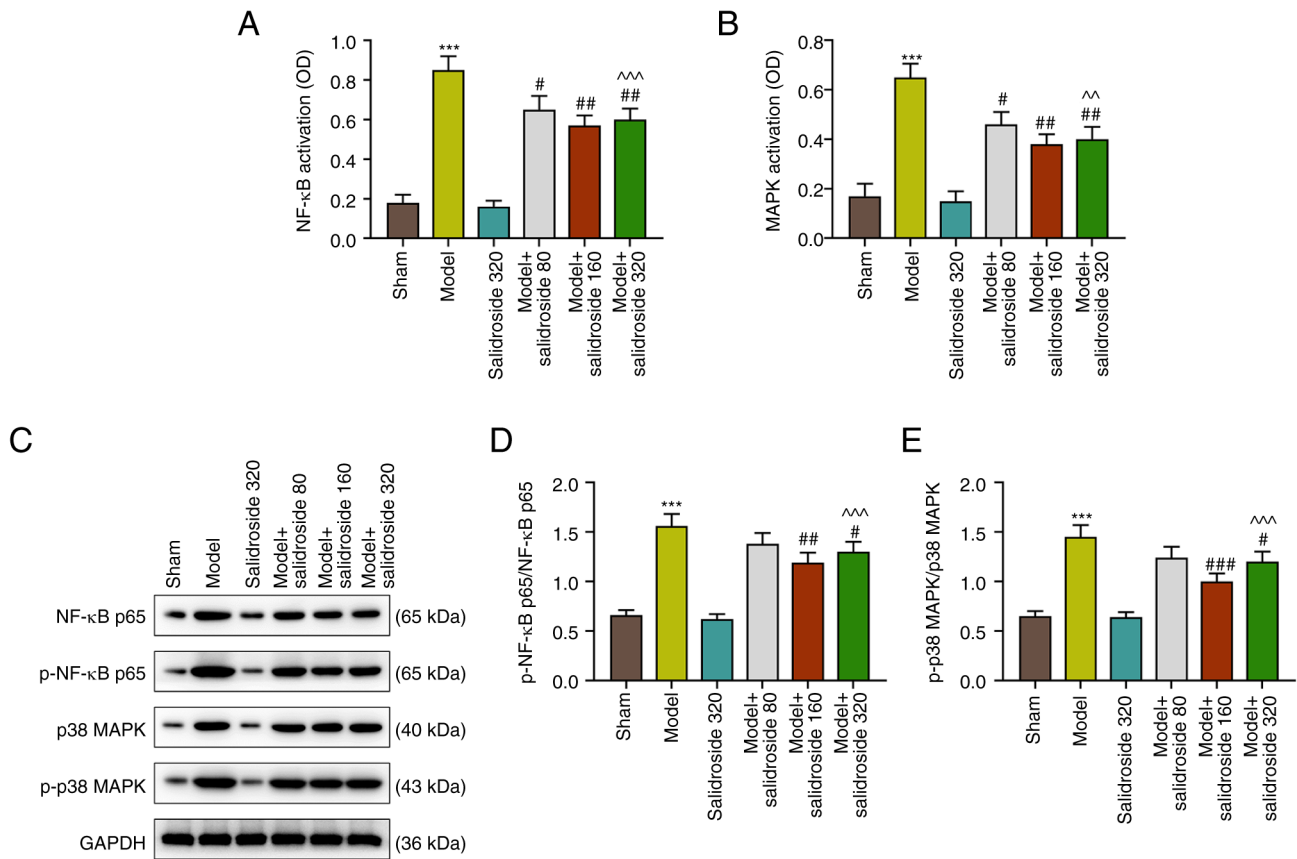 A
NF-κB activation (OD)
1.0
0.8
0.6
0.4
0.2
0.0
***
#
##
^^^
##
Sham
Model
Salidroside 320
Model+
salidroside 80
Model+
salidroside 160
Model+
salidroside 320
B
MAPK activation (OD)
0.8
0.6
0.4
0.2
0.0
***
#
##
^^
##
Sham
Model
Salidroside 320
Model+
salidroside 80
Model+
salidroside 160
Model+
salidroside 320
C
Sham
Model
Salidroside 320
Model+
salidroside 80
Model+
salidroside 160
Model+
salidroside 320
NF-κB p65 (65 kDa)
p-NF-κB p65 (65 kDa)
p38 MAPK (40 kDa)
p-p38 MAPK (43 kDa)
GAPDH (36 kDa)
D
p-NF-κB p65/NF-κB p65
2.0
1.5
1.0
0.5
0.0
***
##
^^^
#
Sham
Model
Salidroside 320
Model+
salidroside 80
Model+
salidroside 160
Model+
salidroside 320
E
p-p38 MAPK/p38 MAPK
2.0
1.5
1.0
0.5
0.0
***
###
^^^
#
Sham
Model
Salidroside 320
Model+
salidroside 80
Model+
salidroside 160
Model+
salidroside 320